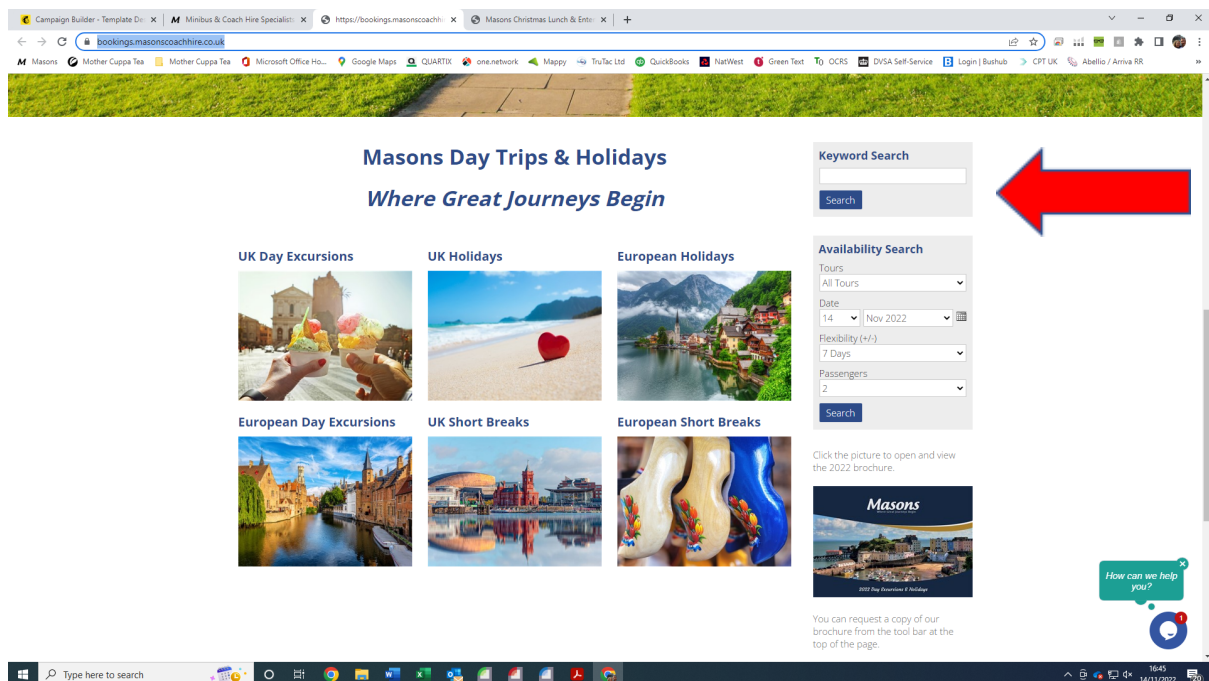 Campaign Builder - Template De
Minibus & Coach Hire Specialists
https://bookings.masonscoachhi
Masons Christmas Lunch & Ente
bookings.masonscoachhire.co.uk
M Masons
Mother Cuppa Tea
Mother Cuppa Tea
Microsoft Office Ho...
Google Maps
QUARTIX
one.network
Mappy
TruTac Ltd
QuickBooks
NatWest
Green Text
OCRS
DVSA Self-Service
Login | Bushub
CPT UK
Abellio / Arriva RR
Masons Day Trips & Holidays
Where Great Journeys Begin
UK Day Excursions
UK Holidays
European Holidays
European Day Excursions
UK Short Breaks
European Short Breaks
Keyword Search
Search
Availability Search
Tours
All Tours
Date
14 Nov 2022
Flexibility (+/-)
7 Days
Passengers
2
Search
Click the picture to open and view
the 2022 brochure.
Masons
2022 Day Excursions & Holidays
You can request a copy of our
brochure from the tool bar at the
top of the page.
How can we help
you?
1
Type here to search
16:45
14/11/2022
20